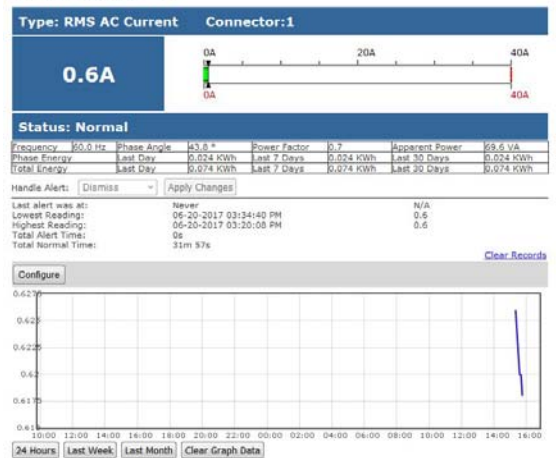 Type: RMS AC Current Connector:1
0A 20A 40A
0.6A
0A 40A
Status: Normal
Frequency 60.0 Hz Phase Angle 43.8 ° Power Factor 0.7 Apparent Power 69.6 VA
Phase Energy Last Day 0.024 KWh Last 7 Days 0.024 KWh Last 30 Days 0.024 KWh
Total Energy Last Day 0.074 KWh Last 7 Days 0.074 KWh Last 30 Days 0.074 KWh
Handle Alert: Dismiss Apply Changes
Last alert was at: Never N/A
Lowest Reading: 06-20-2017 03:34:40 PM 0.6
Highest Reading: 06-20-2017 03:20:08 PM 0.6
Total Alert Time: 0s
Total Normal Time: 31m 57s
Clear Records
Configure
0.6275
0.625
0.6225
0.62
0.6175
0.615
10:00 12:00 14:00 16:00 18:00 20:00 22:00 00:00 02:00 04:00 06:00 08:00 10:00 12:00 14:00 16:00
24 Hours Last Week Last Month Clear Graph Data